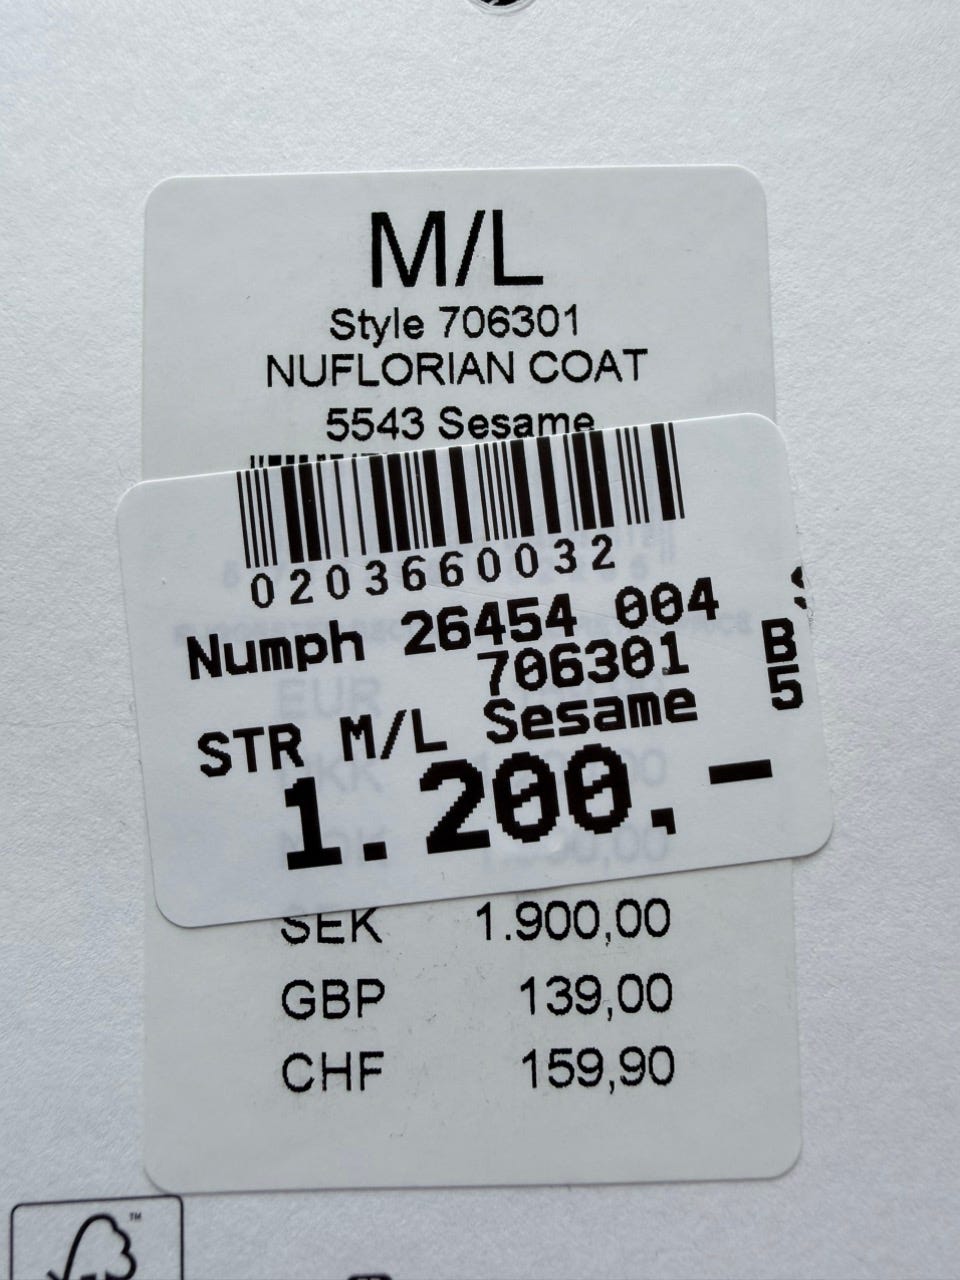 M/L
Style 706301
NUFLORIAN COAT
5543 Sesame
0203660032
Numph 26454 004
706301 B
STR M/L Sesame 5
1.200,-
SEK 1.900,00
GBP 139,00
CHF 159,90
TM